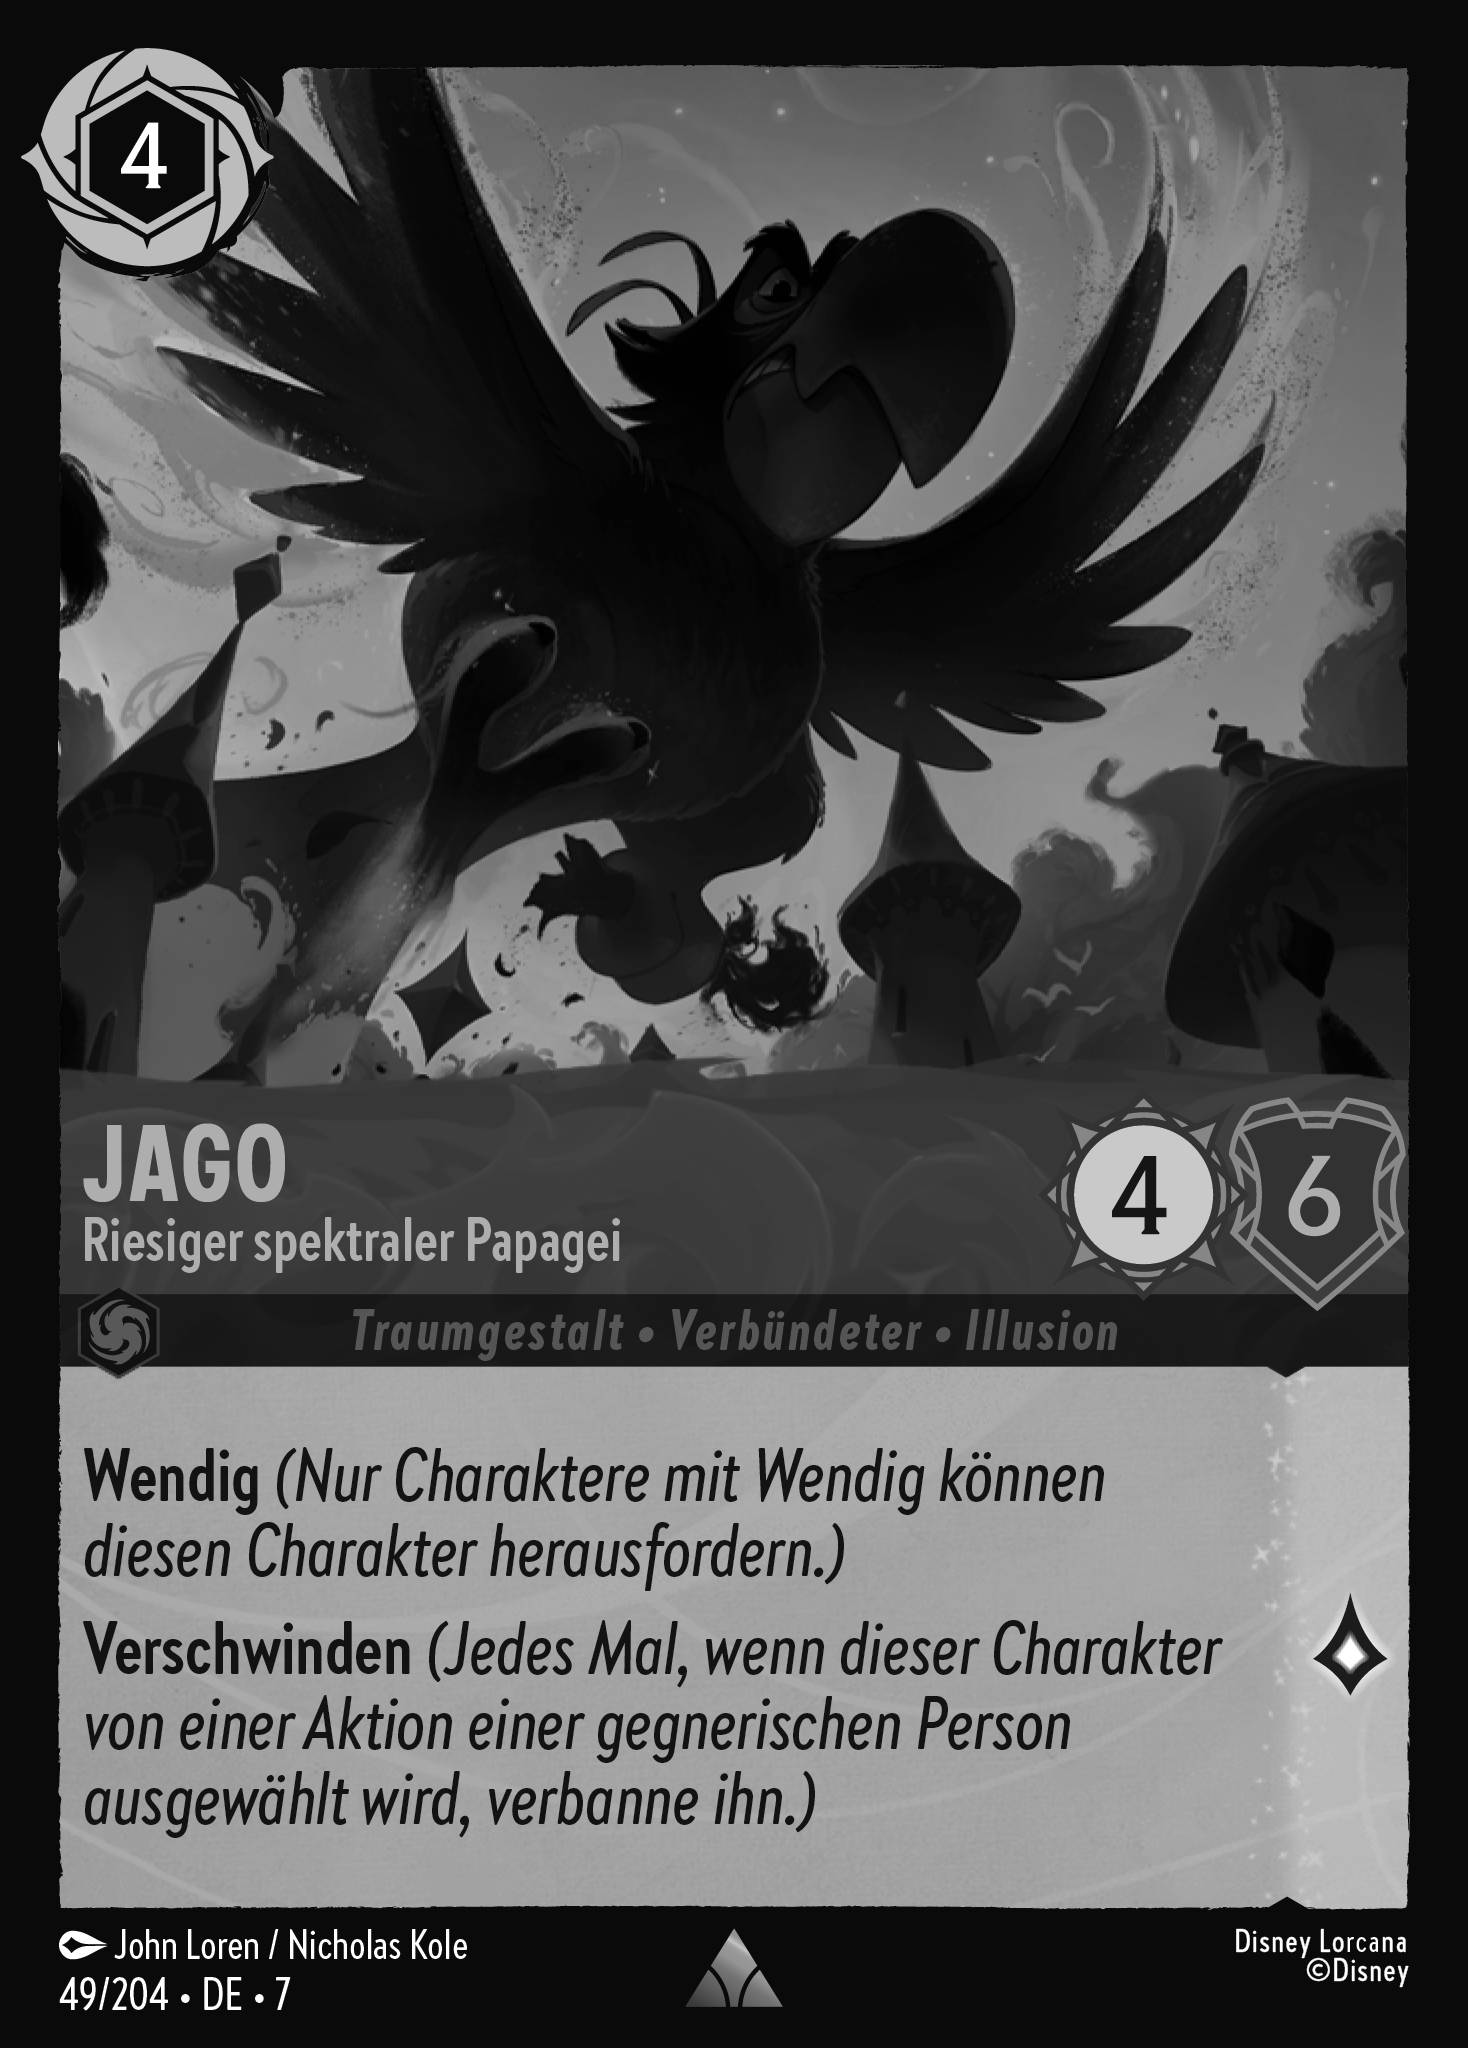 4
JAGO
Riesiger spektraler Papagei
4
6
Traumgestalt • Verbündeter • Illusion
Wendig (Nur Charaktere mit Wendig können
diesen Charakter herausfordern.)
Verschwinden (Jedes Mal, wenn dieser Charakter
von einer Aktion einer gegnerischen Person
ausgewählt wird, verbanne ihn.)
John Loren / Nicholas Kole
49/204 • DE • 7
Disney Lorcana
©Disney